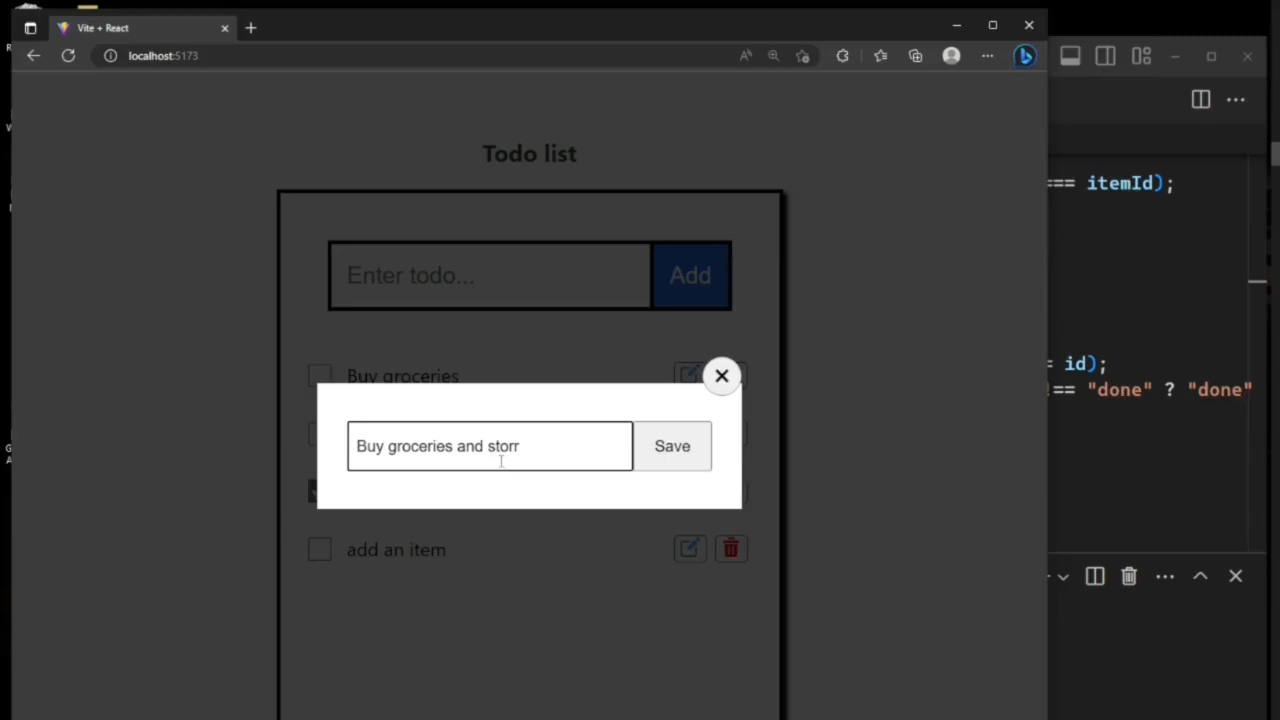 Vite + React
localhost:5173
Todo list
Enter todo...
Add
Buy groceries
Buy groceries and storr
Save
add an item
=== itemId);
= id);
!== "done" ? "done"